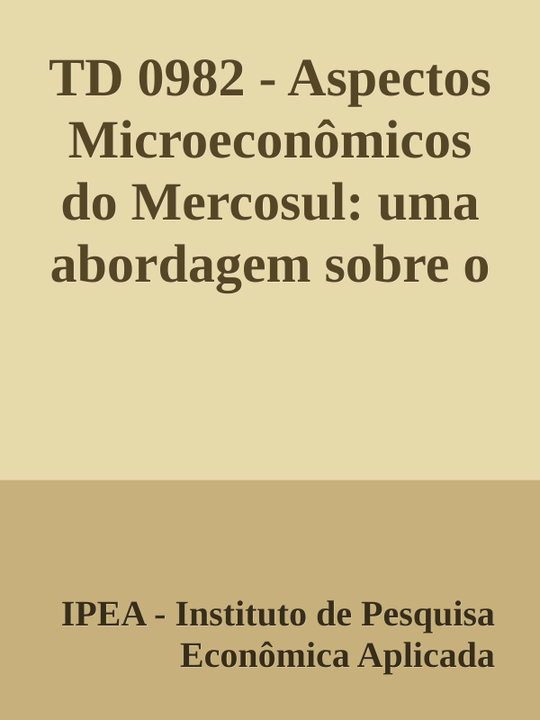 TD 0982 - Aspectos
Microeconômicos
do Mercosul: uma
abordagem sobre o
IPEA - Instituto de Pesquisa
Econômica Aplicada